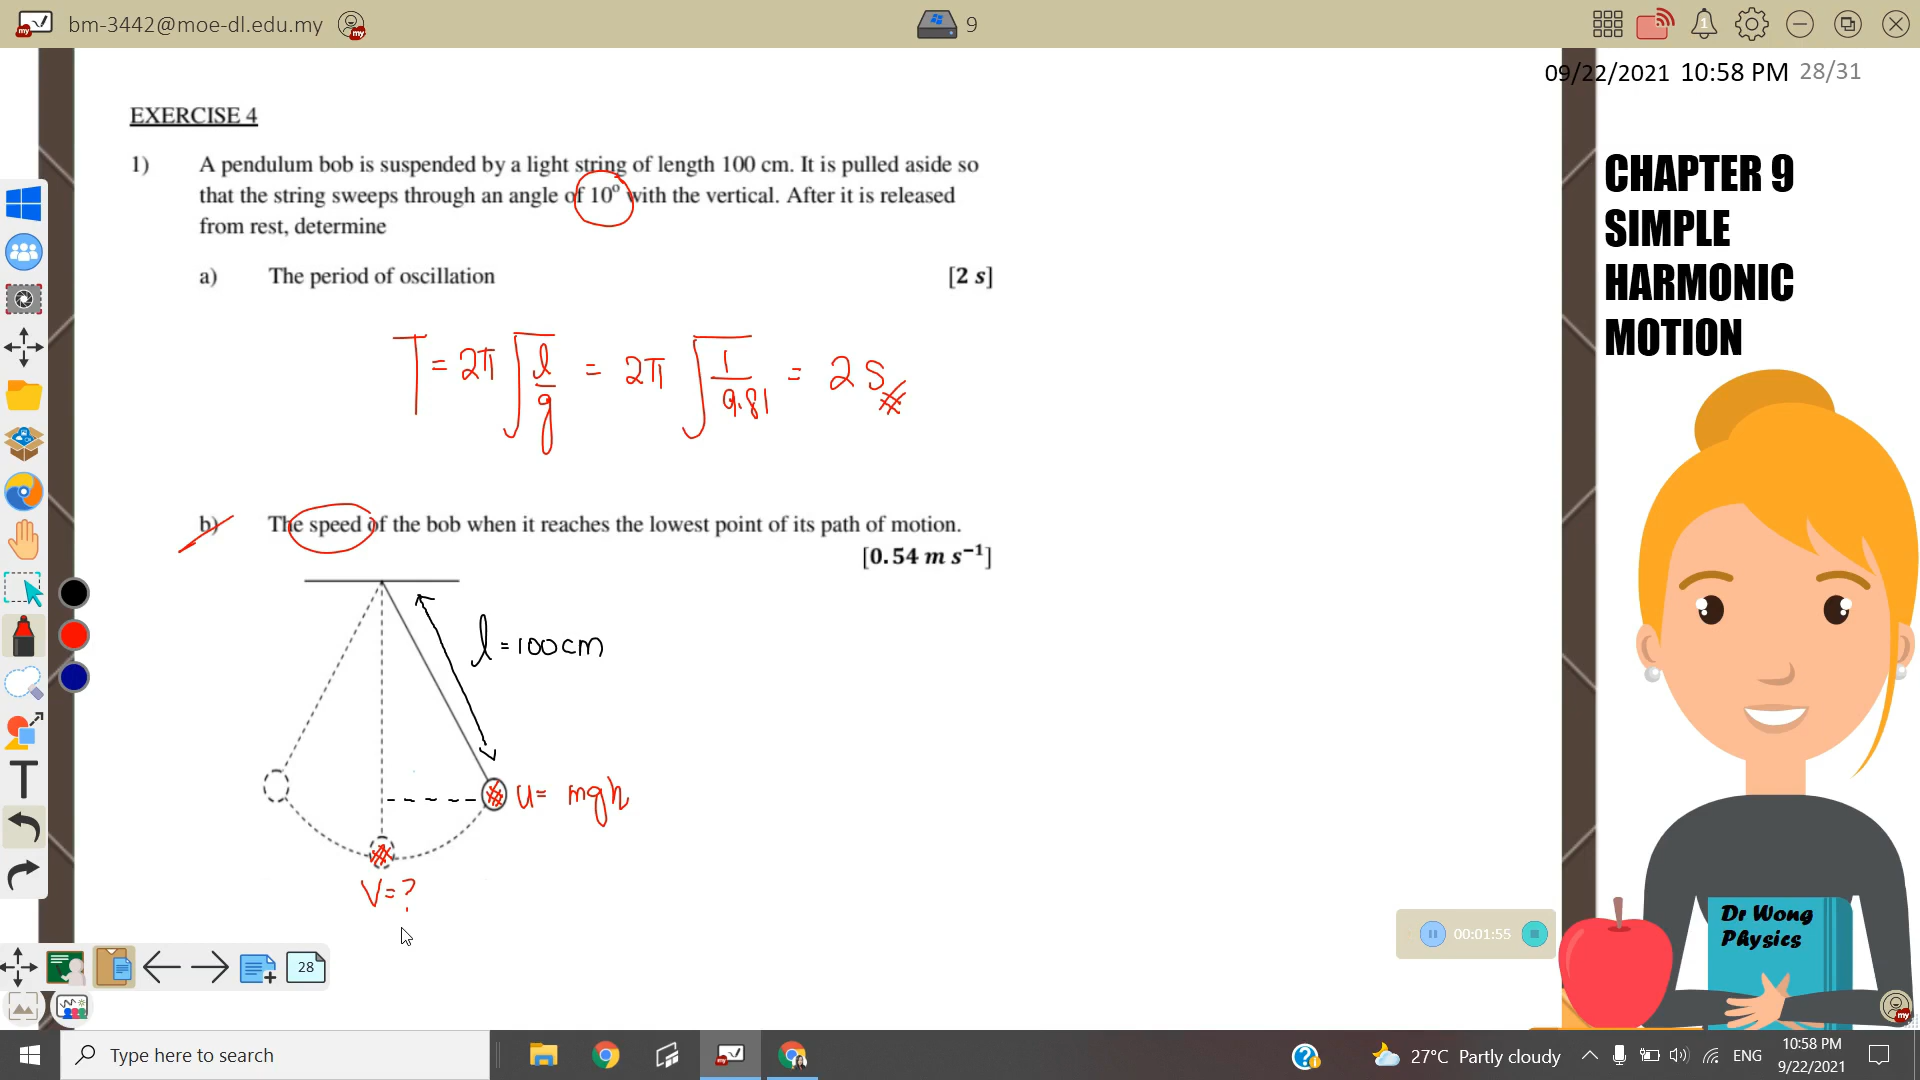 bm-3442@moe-dl.edu.my
9
1
09/22/2021 10:58 PM 28/31
EXERCISE 4
1) A pendulum bob is suspended by a light string of length 100 cm. It is pulled aside so
that the string sweeps through an angle of 10° with the vertical. After it is released
from rest, determine
a) The period of oscillation [2 s]
T = 2π √(l/g) = 2π √(1/9.81) = 2 s
b) The speed of the bob when it reaches the lowest point of its path of motion.
[0.54 m s⁻¹]
l = 100cm
U = mgh
V = ?
CHAPTER 9
SIMPLE
HARMONIC
MOTION
Dr Wong
Physics
00:01:55
28
Type here to search
27°C Partly cloudy
ENG
10:58 PM
9/22/2021